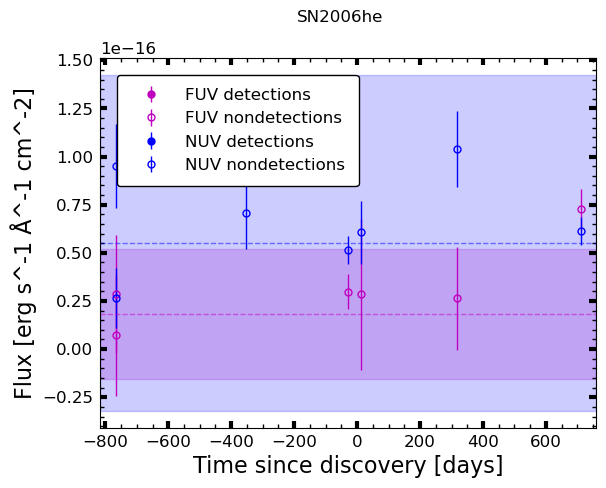 SN2006he
1e−16
1.50
1.25
1.00
0.75
0.50
0.25
0.00
−0.25
Flux [erg s^-1 Å^-1 cm^-2]
FUV detections
FUV nondetections
NUV detections
NUV nondetections
−800 −600 −400 −200 0 200 400 600
Time since discovery [days]